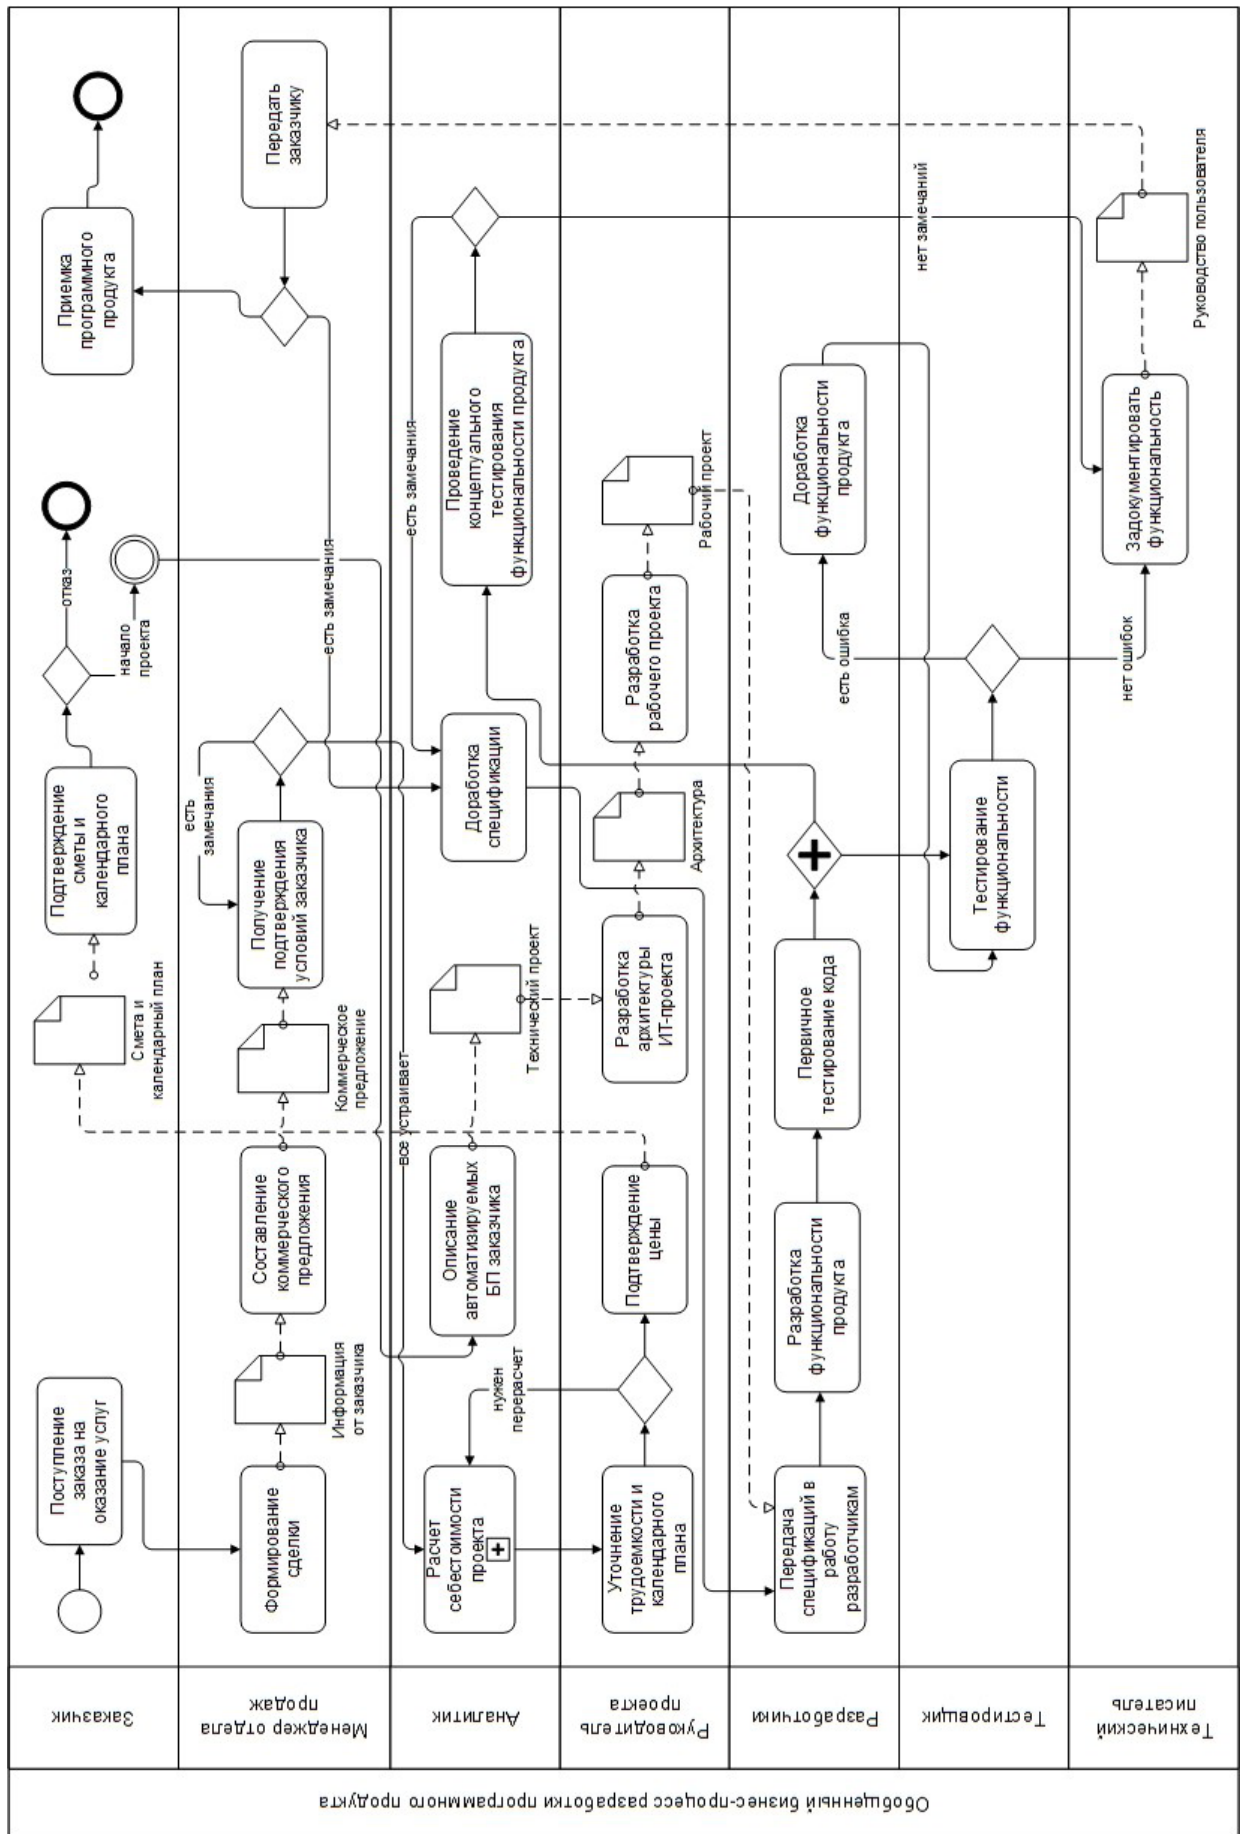 Обобщенный бизнес-процесс разработки программного продукта
Заказчик
Поступление
заказа на
оказание услуг
Смета и
календарный план
Подтверждение
сметы и
календарного
плана
отказ
начало
проекта
Приемка
программного
продукта
Менеджер отдела
продаж
Формирование
сделки
Информация
от заказчика
Составление
коммерческого
предложения
Коммерческое
предложение
Получение
подтверждения
условий заказчика
есть
замечания
все устраивает
есть замечания
Передать
заказчику
Аналитик
Расчет
себестоимости
проекта
нужен
перерасчет
Описание
автоматизируемых
БП заказчика
Технический проект
Доработка
спецификации
есть замечания
Проведение
концептуального
тестирования
функциональности продукта
нет замечаний
Руководитель
проекта
Уточнение
трудоемкости и
календарного
плана
Подтверждение
цены
Разработка
архитектуры
ИТ-проекта
Архитектура
Разработка
рабочего проекта
Рабочий проект
Разработчики
Передача
спецификаций в
работу
разработчикам
Разработка
функциональности
продукта
Первичное
тестирование кода
есть ошибка
Доработка
функциональности
продукта
Тестировщик
Тестирование
функциональности
нет ошибок
Технический
писатель
Задокументировать
функциональность
Руководство пользователя